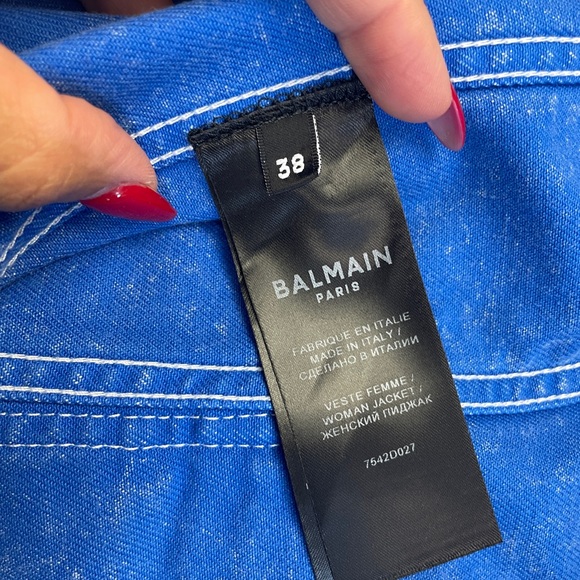 38
BALMAIN
PARIS
FABRIQUE EN ITALIE
MADE IN ITALY /
СДЕЛАНО В ИТАЛИИ
VESTE FEMME /
WOMAN JACKET /
ЖЕНСКИЙ ПИДЖАК
7542D027